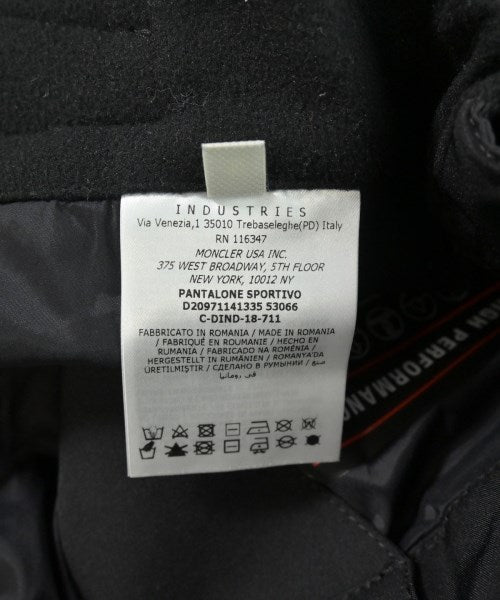 INDUSTRIES
Via Venezia,1 35010 Trebaseleghe(PD) Italy
RN 116347
MONCLER USA INC.
375 WEST BROADWAY, 5TH FLOOR
NEW YORK, 10012 NY
PANTALONE SPORTIVO
D20971141335 53066
C-DIND-18-711
FABBRICATO IN ROMANIA / MADE IN ROMANIA
/ FABRIQUÉ EN ROUMANIE / HECHO EN
RUMANIA / FABRICADO NA ROMÉNIA /
HERGESTELLT IN RUMÄNIEN / ROMANYA'DA
ÜRETILMIŞTIR / СДЕЛАНО В РУМЫНИИ / صنع
في رومانيا
HIGH PERFORMANC